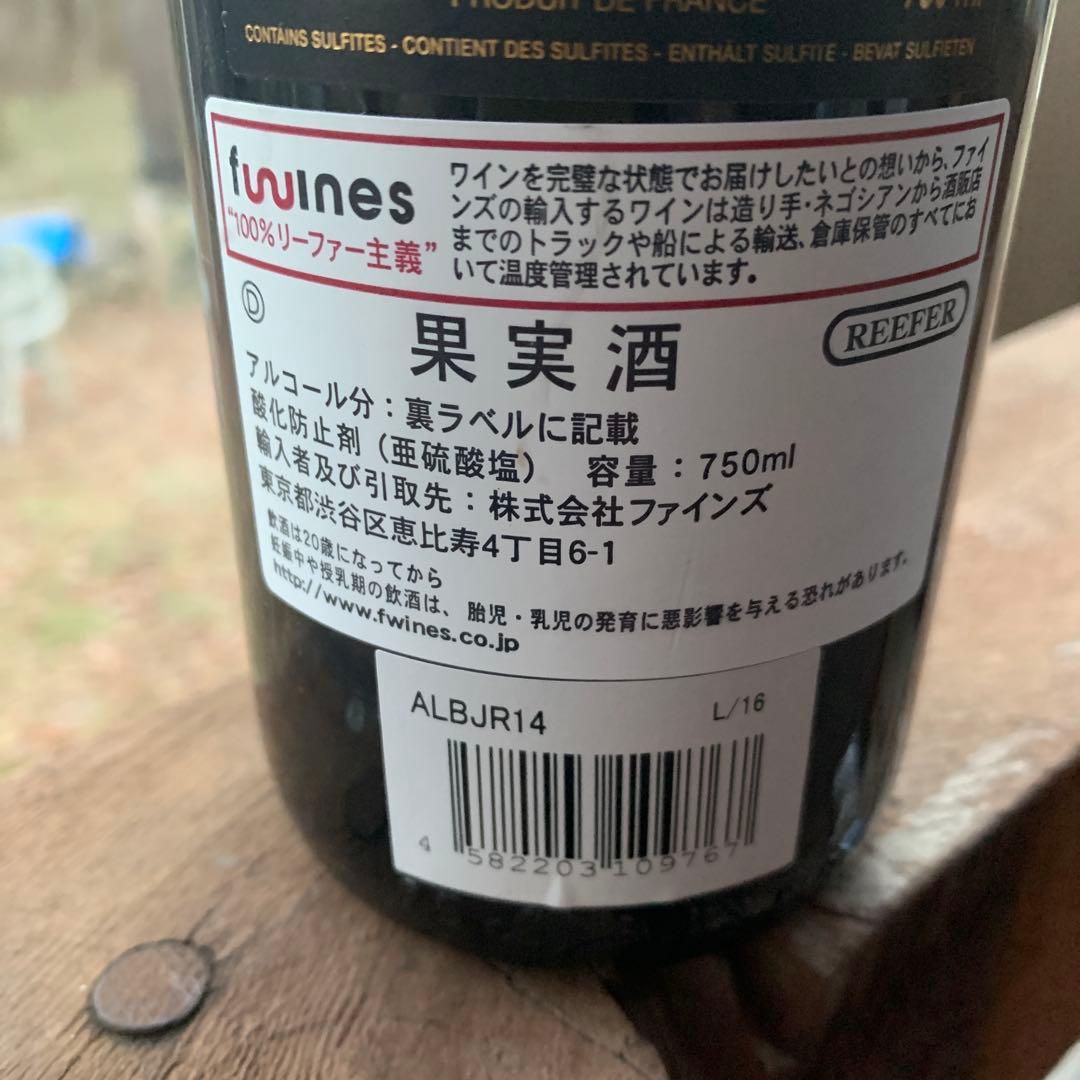 PRODUIT DE FRANCE 750 ml
CONTAINS SULFITES - CONTIENT DES SULFITES - ENTHÄLT SULFITE - BEVAT SULFIETEN
fwines
"100%リーファー主義"
ワインを完璧な状態でお届けしたいとの想いから、ファイ
ンズの輸入するワインは造り手・ネゴシアンから酒販店
までのトラックや船による輸送、倉庫保管のすべてにお
いて温度管理されています。
D
果実酒
REEFER
アルコール分：裏ラベルに記載
酸化防止剤（亜硫酸塩） 容量：750ml
輸入者及び引取先：株式会社ファインズ
東京都渋谷区恵比寿4丁目6-1
飲酒は20歳になってから
妊娠中や授乳期の飲酒は、胎児・乳児の発育に悪影響を与える恐れがあります。
http://www.fwines.co.jp
ALBJR14 L/16
4 582203 109767